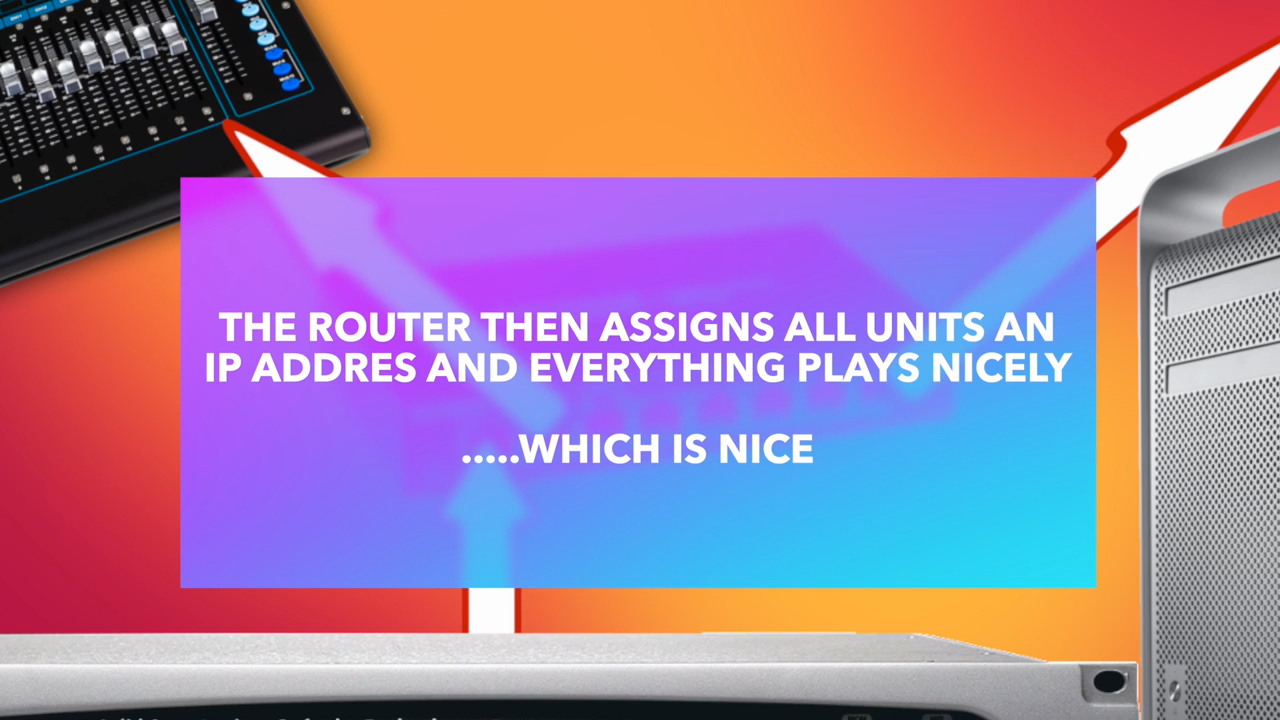 THE ROUTER THEN ASSIGNS ALL UNITS AN
IP ADDRES AND EVERYTHING PLAYS NICELY
.....WHICH IS NICE